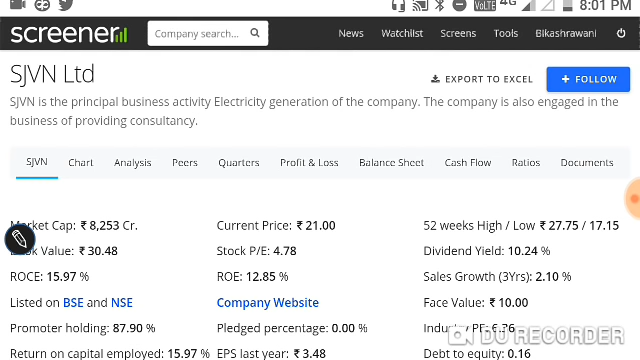 VoLTE 4G 8:01 PM
screener Company search... News Watchlist Screens Tools Bikashrawani
SJVN Ltd EXPORT TO EXCEL + FOLLOW
SJVN is the principal business activity Electricity generation of the company. The company is also engaged in the
business of providing consultancy.
SJVN Chart Analysis Peers Quarters Profit & Loss Balance Sheet Cash Flow Ratios Documents
Market Cap: ₹ 8,253 Cr. Current Price: ₹ 21.00 52 weeks High / Low ₹ 27.75 / 17.15
Value: ₹ 30.48 Stock P/E: 4.78 Dividend Yield: 10.24 %
ROCE: 15.97 % ROE: 12.85 % Sales Growth (3Yrs): 2.10 %
Listed on BSE and NSE Company Website Face Value: ₹ 10.00
Promoter holding: 87.90 % Pledged percentage: 0.00 % Industry PE:
DU RECORDER
Return on capital employed: 15.97 % EPS last year: ₹ 3.48 Debt to equity: 0.16